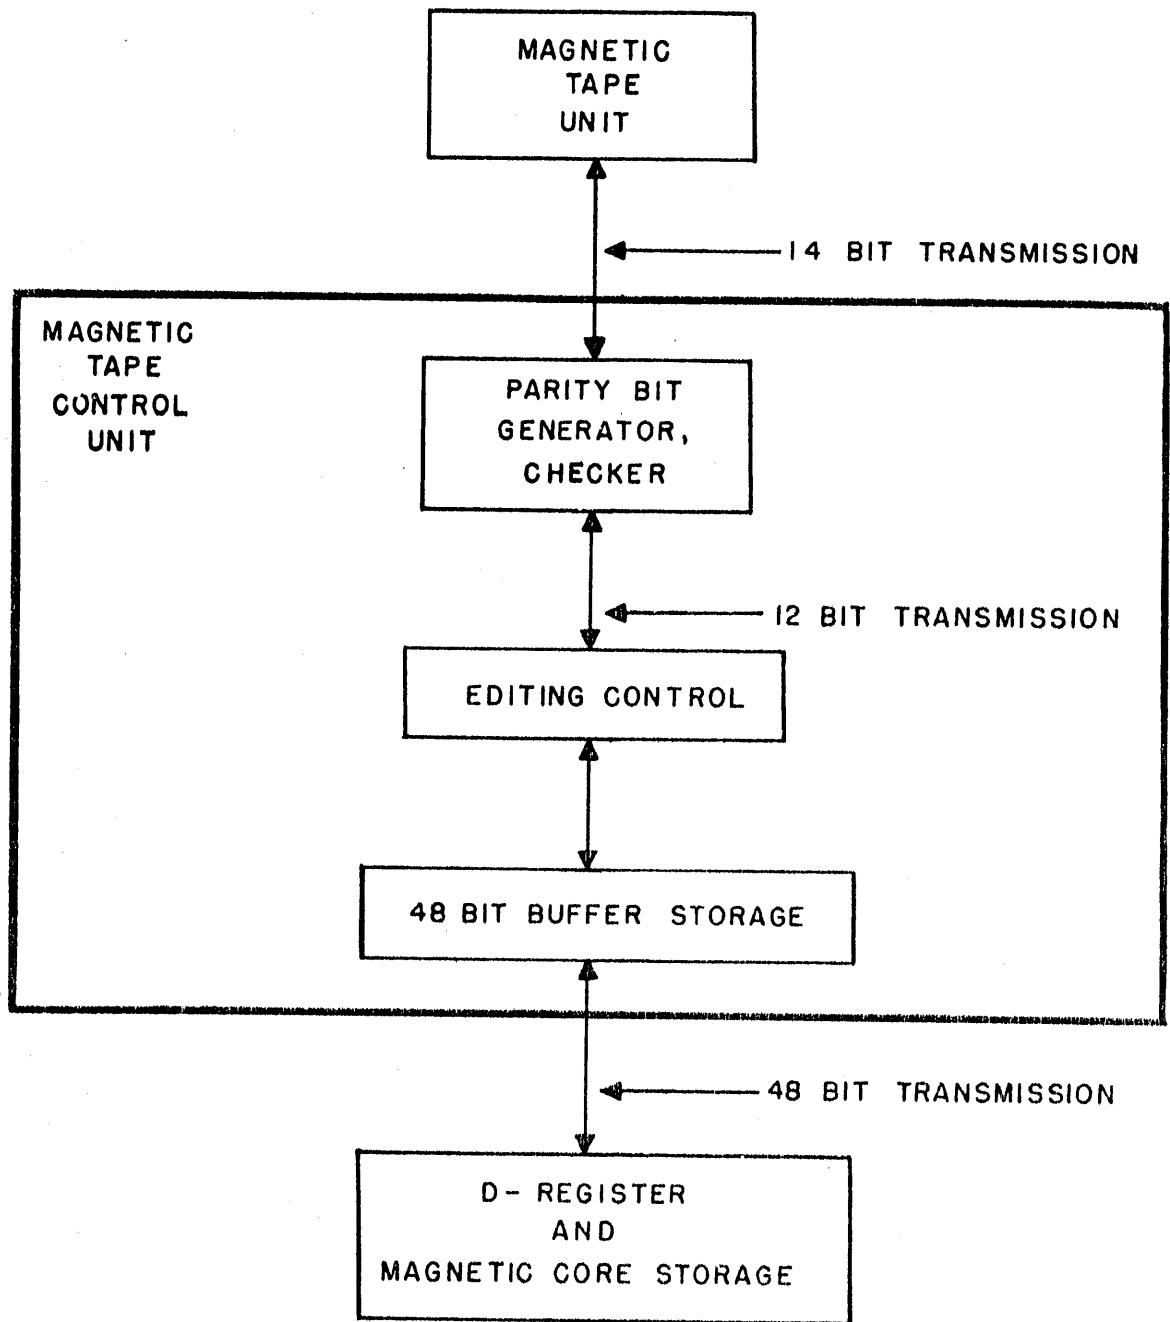 MAGNETIC
TAPE
UNIT
14 BIT TRANSMISSION
MAGNETIC
TAPE
CONTROL
UNIT
PARITY BIT
GENERATOR,
CHECKER
12 BIT TRANSMISSION
EDITING CONTROL
48 BIT BUFFER STORAGE
48 BIT TRANSMISSION
D- REGISTER
AND
MAGNETIC CORE STORAGE